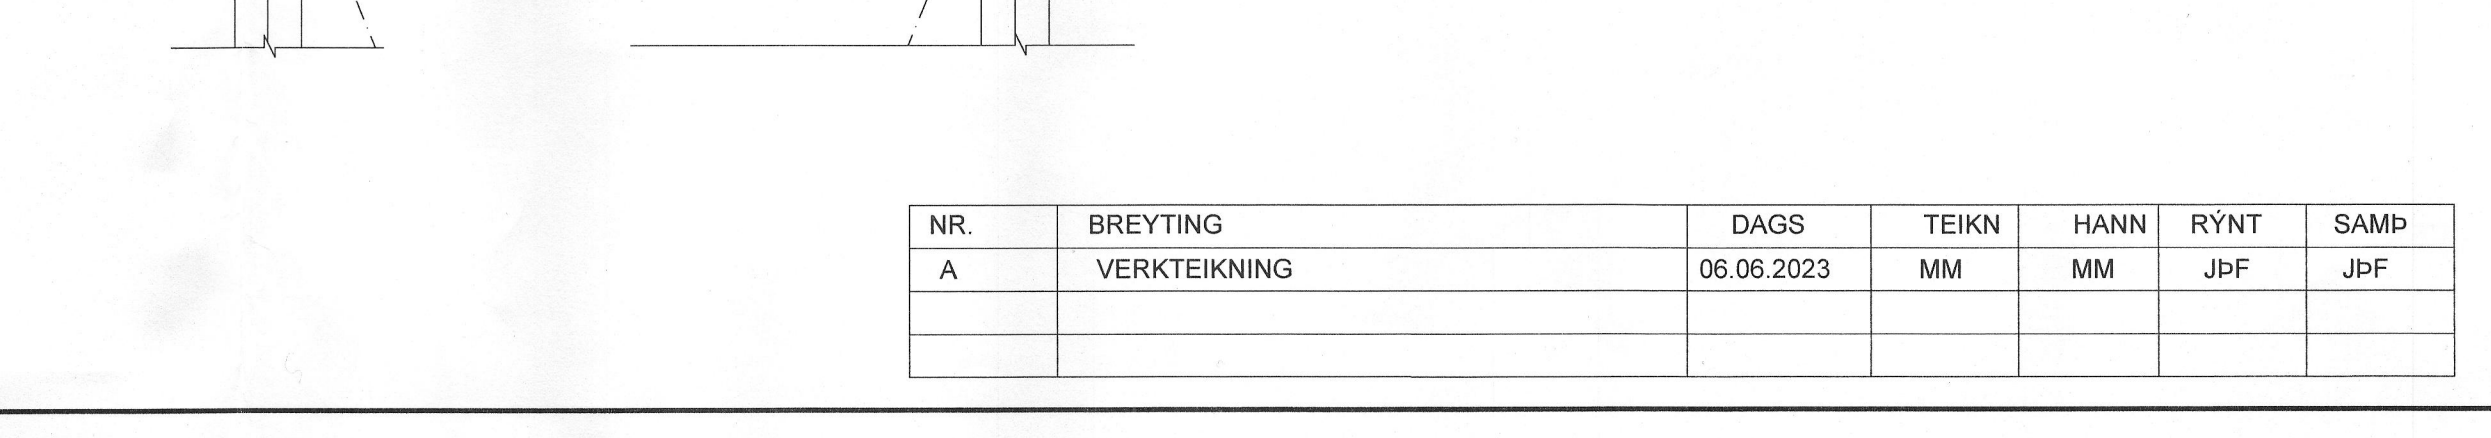 NR. BREYTING DAGS TEIKN HANN RÝNT SAMÞ
A VERKTEIKNING 06.06.2023 MM MM JÞF JÞF